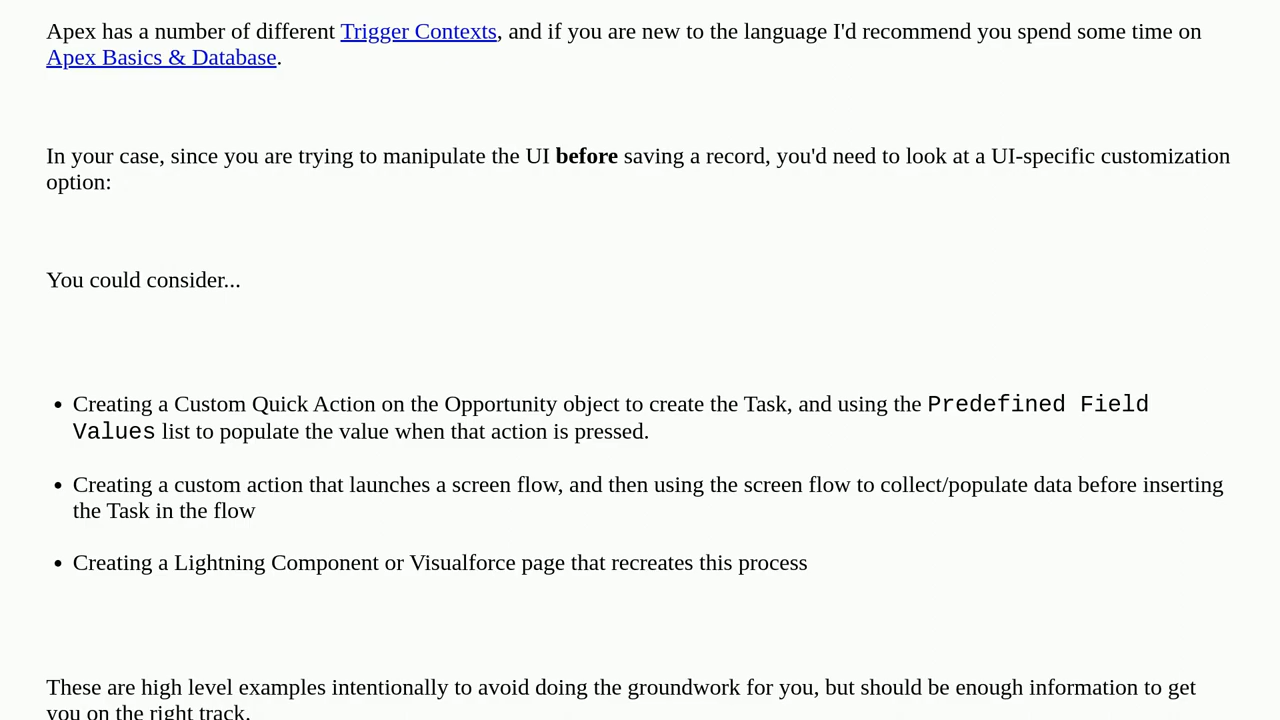 Apex has a number of different Trigger Contexts, and if you are new to the language I'd recommend you spend some time on
Apex Basics & Database.
In your case, since you are trying to manipulate the UI before saving a record, you'd need to look at a UI-specific customization
option:
You could consider...
• Creating a Custom Quick Action on the Opportunity object to create the Task, and using the Predefined Field
Values list to populate the value when that action is pressed.
• Creating a custom action that launches a screen flow, and then using the screen flow to collect/populate data before inserting
the Task in the flow
• Creating a Lightning Component or Visualforce page that recreates this process
These are high level examples intentionally to avoid doing the groundwork for you, but should be enough information to get
you on the right track.